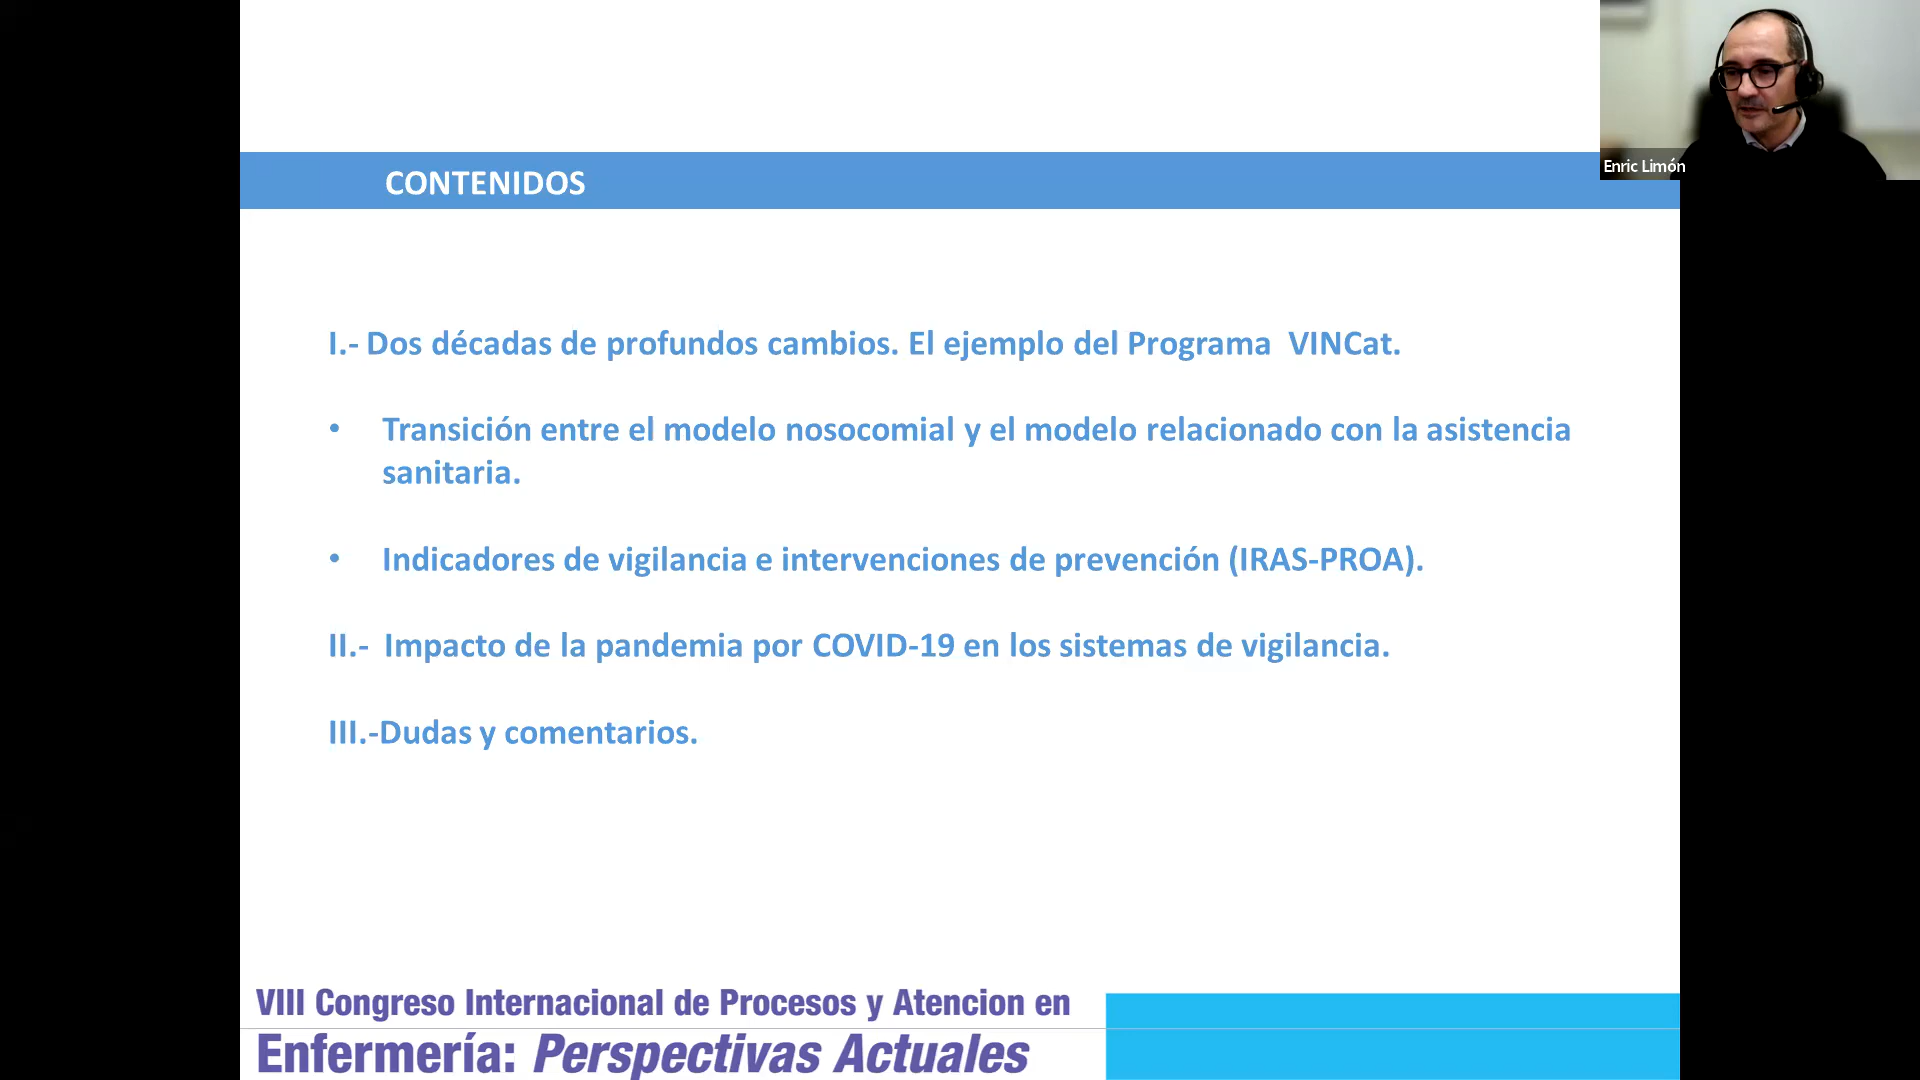 CONTENIDOS
Enric Limón
I.- Dos décadas de profundos cambios. El ejemplo del Programa  VINCat.
• Transición entre el modelo nosocomial y el modelo relacionado con la asistencia
sanitaria.
• Indicadores de vigilancia e intervenciones de prevención (IRAS-PROA).
II.-  Impacto de la pandemia por COVID-19 en los sistemas de vigilancia.
III.-Dudas y comentarios.
VIII Congreso Internacional de Procesos y Atencion en
Enfermería: Perspectivas Actuales